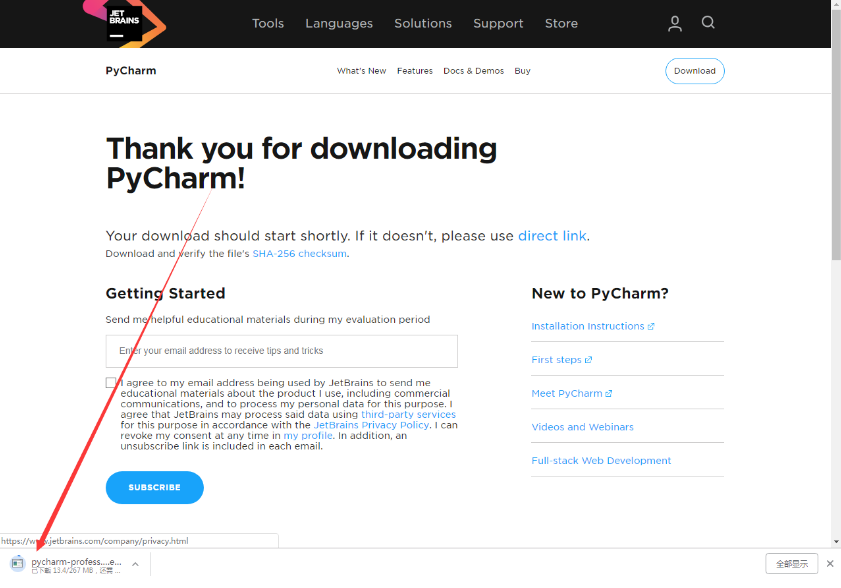 JET
BRAINS
Tools Languages Solutions Support Store
PyCharm
What's New Features Docs & Demos Buy
Download
Thank you for downloading
PyCharm!
Your download should start shortly. If it doesn't, please use direct link.
Download and verify the file's SHA-256 checksum.
Getting Started
Send me helpful educational materials during my evaluation period
Enter your email address to receive tips and tricks
I agree to my email address being used by JetBrains to send me
educational materials about the product I use, including commercial
communications, and to process my personal data for this purpose. I
agree that JetBrains may process said data using third-party services
for this purpose in accordance with the JetBrains Privacy Policy. I can
revoke my consent at any time in my profile. In addition, an
unsubscribe link is included in each email.
SUBSCRIBE
New to PyCharm?
Installation Instructions
First steps
Meet PyCharm
Videos and Webinars
Full-stack Web Development
https://www.jetbrains.com/company/privacy.html
pycharm-profess....e...
已下载 13.4/267 MB，还需 ...
全部显示